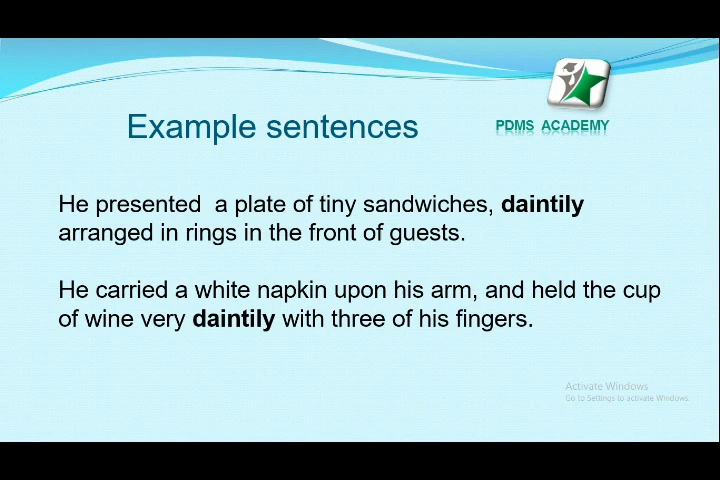 PDMS ACADEMY
Example sentences
He presented  a plate of tiny sandwiches, daintily
arranged in rings in the front of guests.
He carried a white napkin upon his arm, and held the cup
of wine very daintily with three of his fingers.
Activate Windows
Go to Settings to activate Windows.